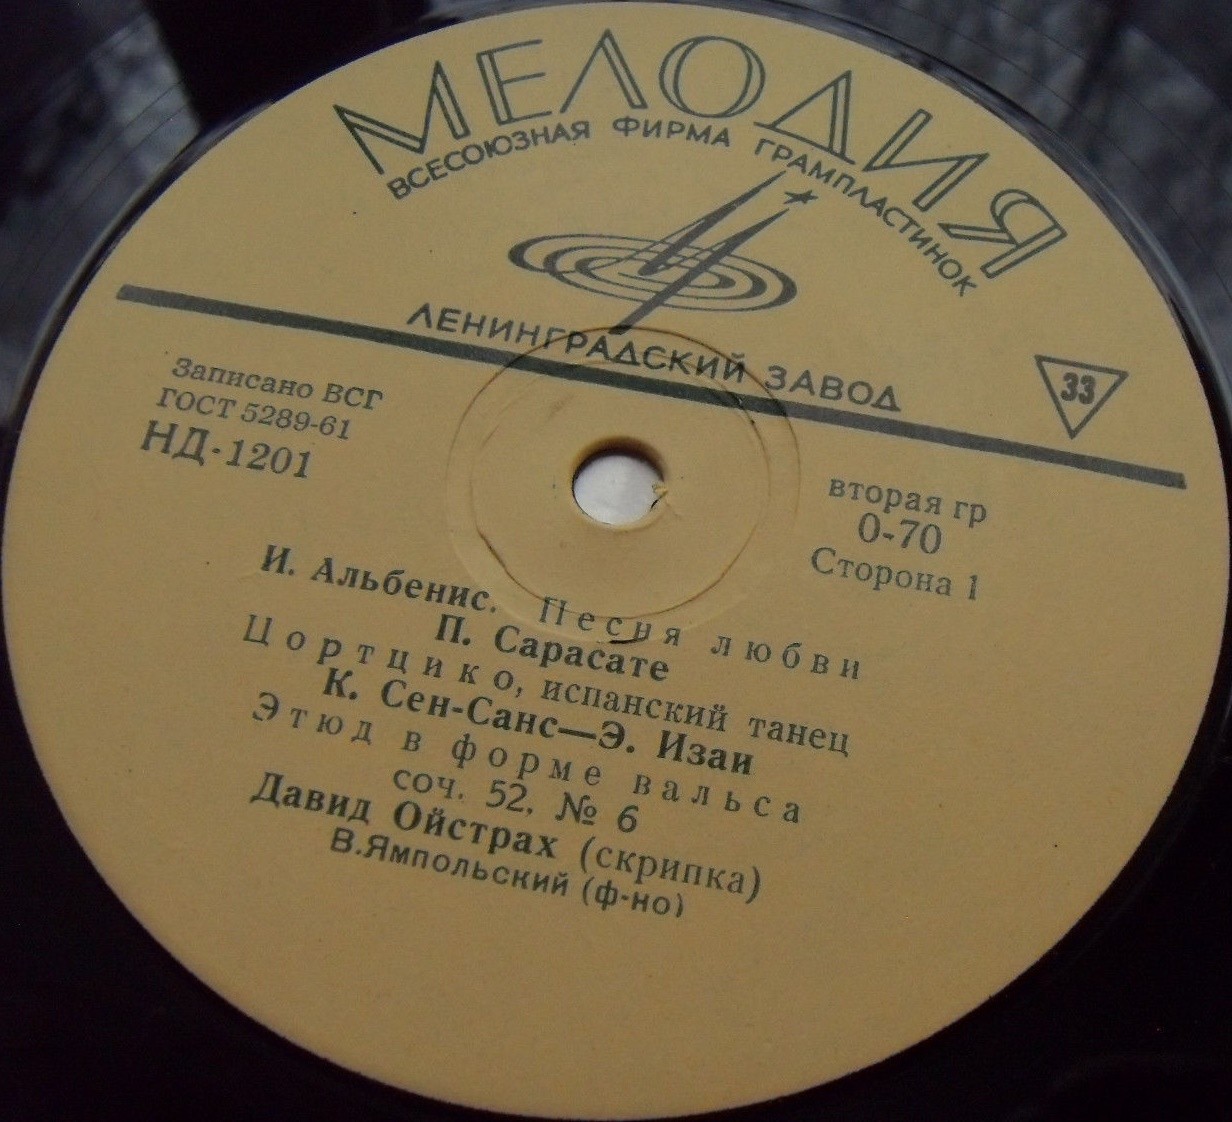 МЕЛОДИЯ
ВСЕСОЮЗНАЯ ФИРМА ГРАМПЛАСТИНОК
ЛЕНИНГРАДСКИЙ ЗАВОД
33
Записано ВСГ
ГОСТ 5289-61
НД-1201
вторая гр
0-70
Сторона 1
И. Альбенис. Песня любви
П. Сарасате
Цортцико, испанский танец
К. Сен-Санс—Э. Изаи
Этюд в форме вальса
соч. 52, № 6
Давид Ойстрах (скрипка)
В.Ямпольский (ф-но)